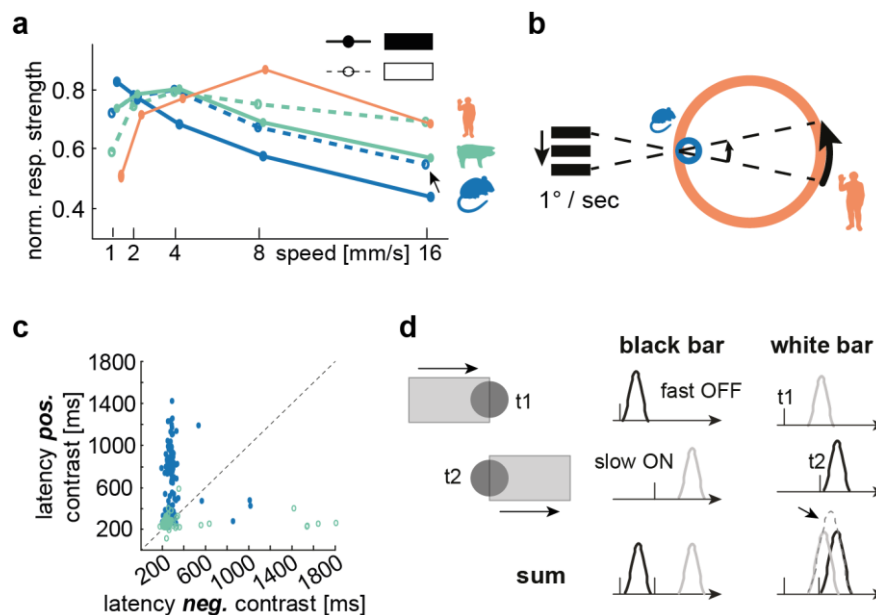 a
norm. resp. strength
0.8
0.6
0.4
1
2
4
8
speed [mm/s]
16
b
1° / sec
c
latency pos.
contrast [ms]
1800
1400
1000
600
200
200
600
1000
1400
1800
latency neg. contrast [ms]
d
black bar
white bar
t1
fast OFF
t1
t2
slow ON
t2
sum